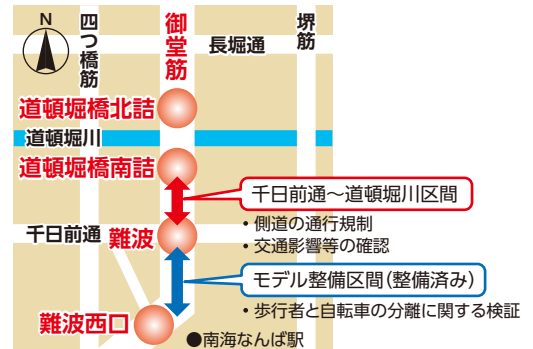 N
四つ橋筋
御堂筋
堺筋
長堀通
道頓堀橋北詰
道頓堀川
道頓堀橋南詰
千日前通～道頓堀川区間
・側道の通行規制
・交通影響等の確認
千日前通
難波
モデル整備区間（整備済み）
・歩行者と自転車の分離に関する検証
難波西口
●南海なんば駅